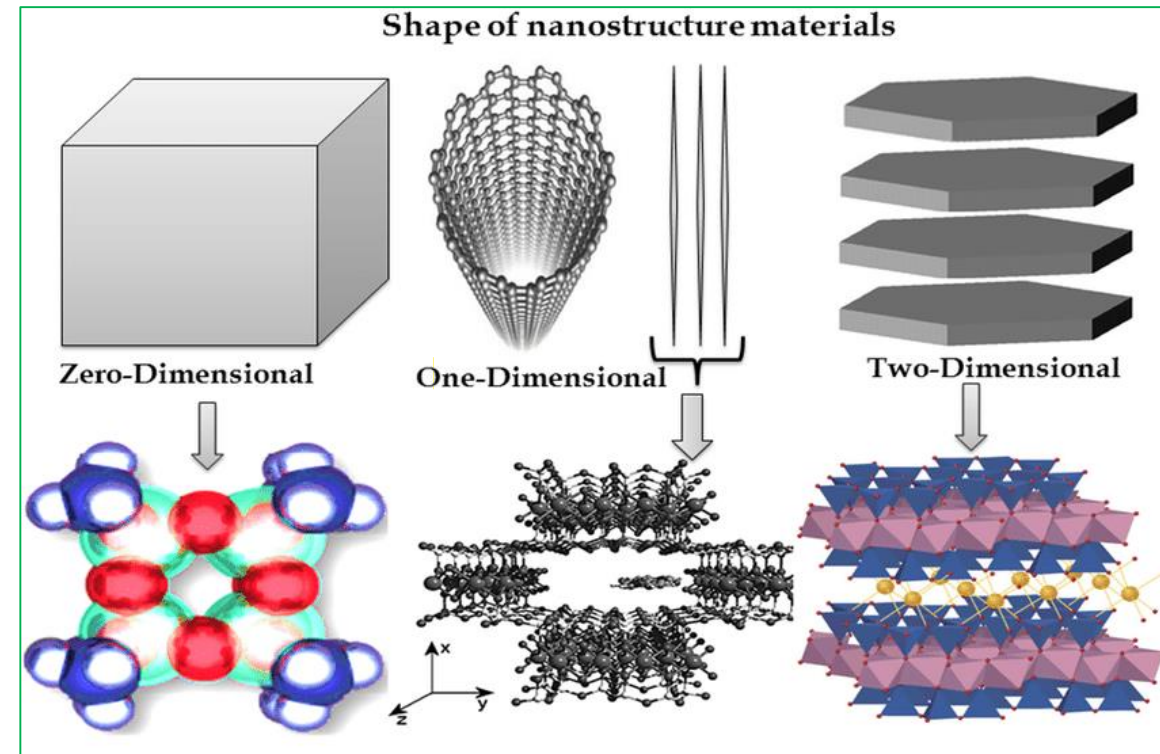 Shape of nanostructure materials
Zero-Dimensional
One-Dimensional
Two-Dimensional
x
y
z